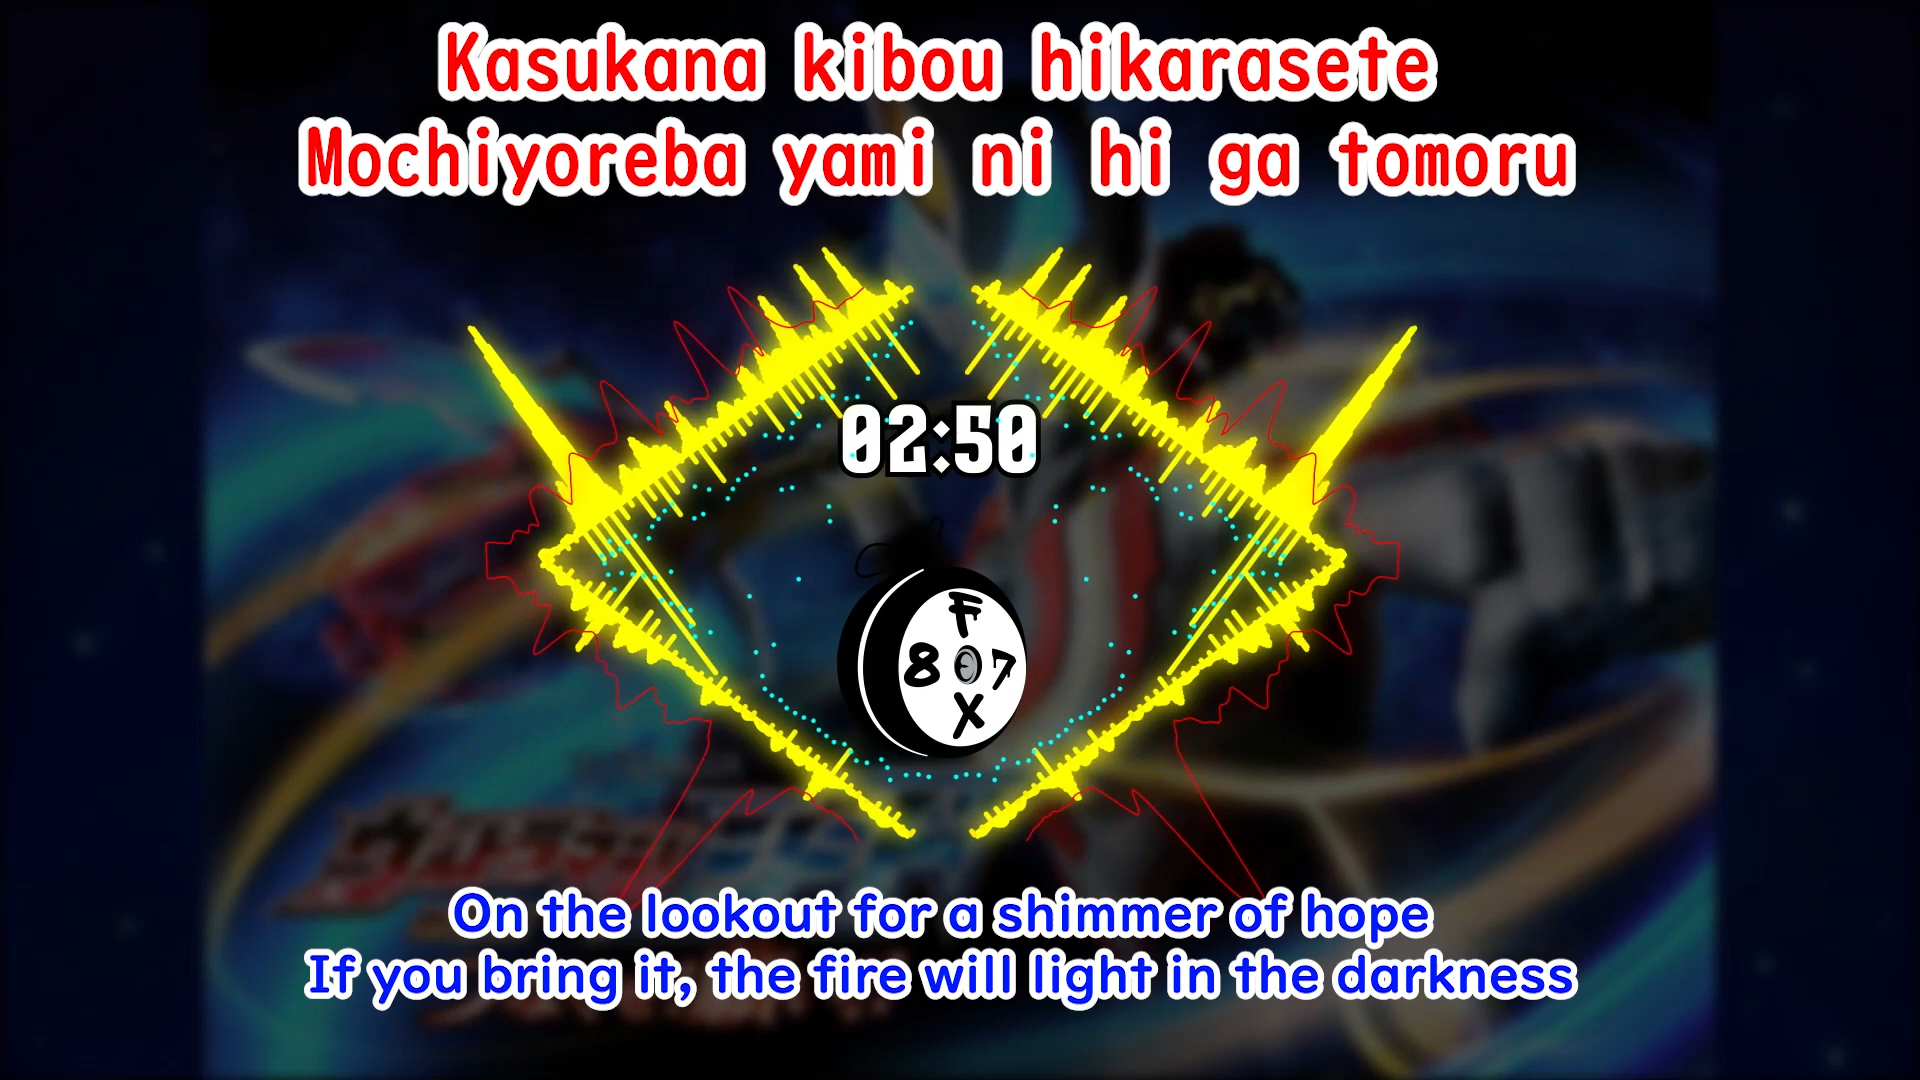 Kasukana kibou hikarasete
Mochiyoreba yami ni hi ga tomoru
02:50
F
8 7
X
On the lookout for a shimmer of hope
If you bring it, the fire will light in the darkness